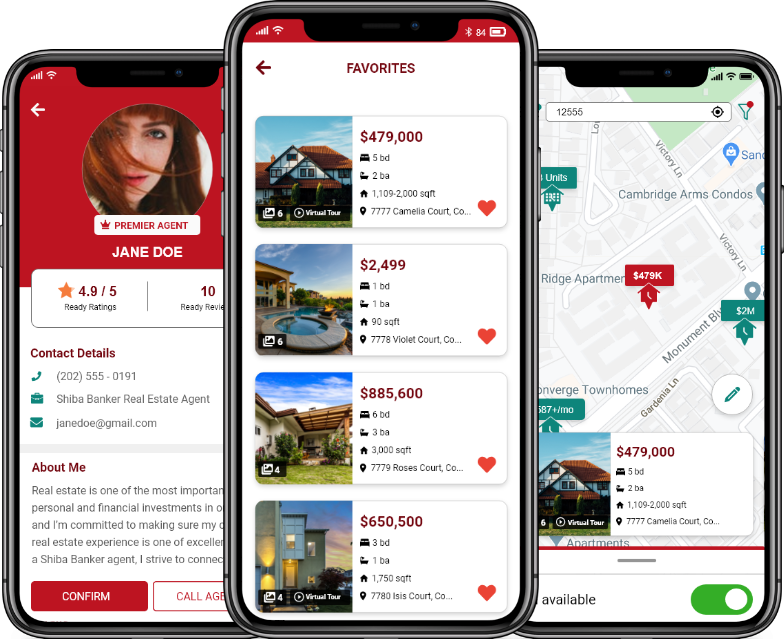 PREMIER AGENT
JANE DOE
4.9 / 5
10
Ready Ratings
Ready Revie
Contact Details
(202) 555 - 0191
Shiba Banker Real Estate Agent
janedoe@gmail.com
About Me
Real estate is one of the most importan
personal and financial investments in o
and I'm committed to making sure my c
real estate experience is one of exceller
a Shiba Banker agent, I strive to connec
CONFIRM
CALL AGE
84
FAVORITES
$479,000
5 bd
2 ba
1,109-2,000 sqft
7777 Camelia Court, Co...
6
Virtual Tour
$2,499
1 bd
1 ba
90 sqft
7778 Violet Court, Co...
6
$885,600
6 bd
3 ba
3,000 sqft
7779 Roses Court, Co...
4
$650,500
3 bd
1 ba
1,750 sqft
7780 Isis Court, Co...
4
Virtual Tour
12555
Victory Ln
Sand
Units
Cambridge Arms Condos
Victory Ln
Ridge Apartmen
$479K
$2M
Monument Blv
onverge Townhomes
Gardenia Ln
587+/mo
$479,000
5 bd
2 ba
1,109-2,000 sqft
7777 Camelia Court, Co...
6
Virtual Tour
Apartments
available